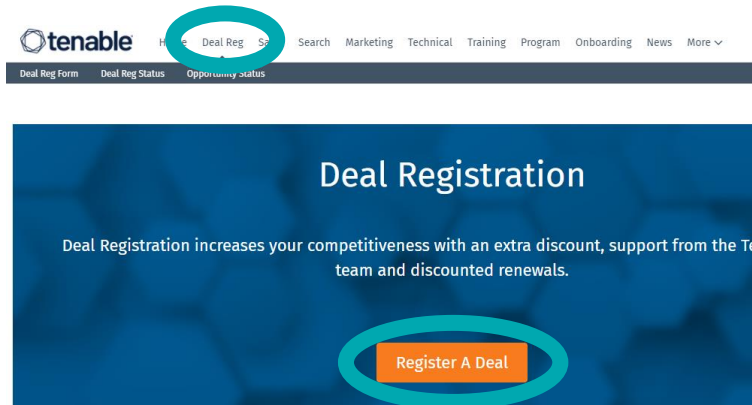 tenable
Deal Reg Search Marketing Technical Training Program Onboarding News More
Deal Reg Form Deal Reg Status Opportunity Status
Deal Registration
Deal Registration increases your competitiveness with an extra discount, support from the
team and discounted renewals.
Register A Deal